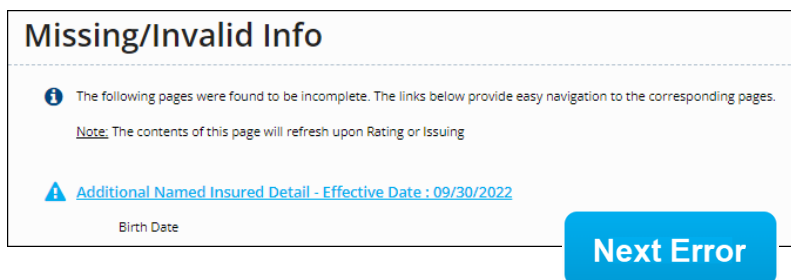 Missing/Invalid Info
The following pages were found to be incomplete. The links below provide easy navigation to the corresponding pages.
Note: The contents of this page will refresh upon Rating or Issuing
Additional Named Insured Detail - Effective Date : 09/30/2022
Birth Date
Next Error